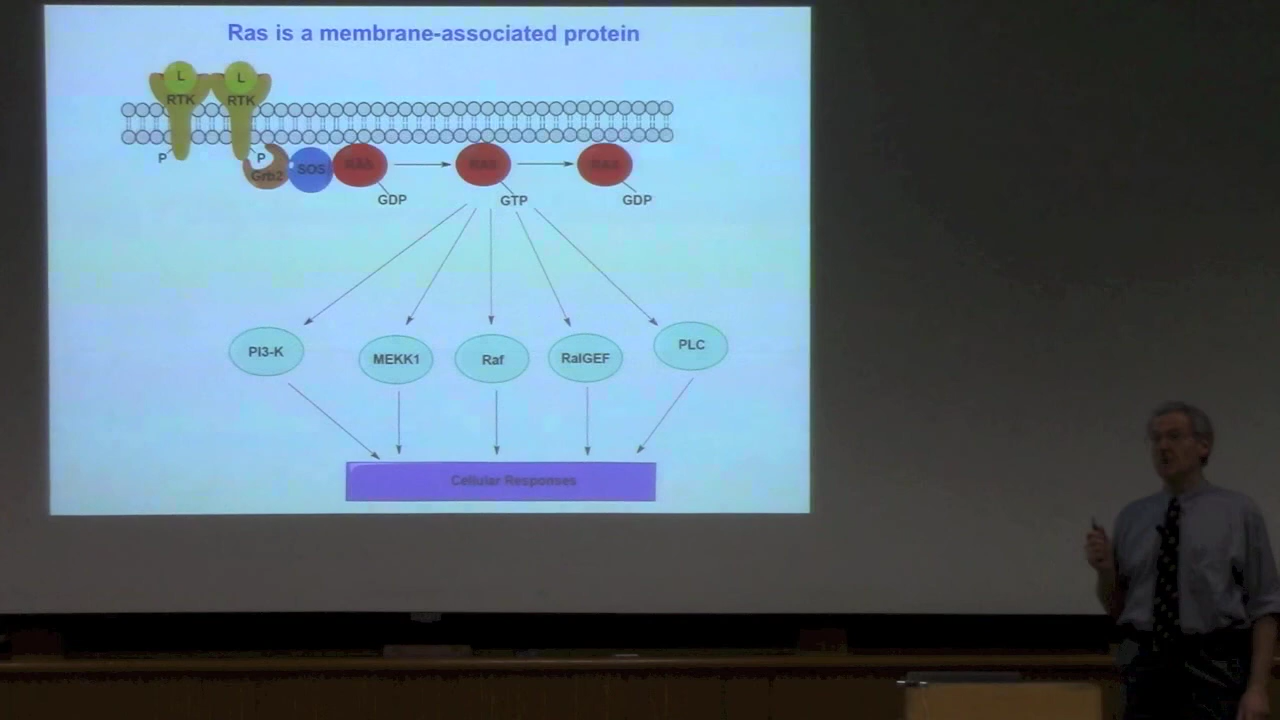 Ras is a membrane-associated protein
L
L
RTK
RTK
P
P
Grb2
SOS
RAS
RAS
RAS
GDP
GTP
GDP
PI3-K
MEKK1
Raf
RalGEF
PLC
Cellular Responses